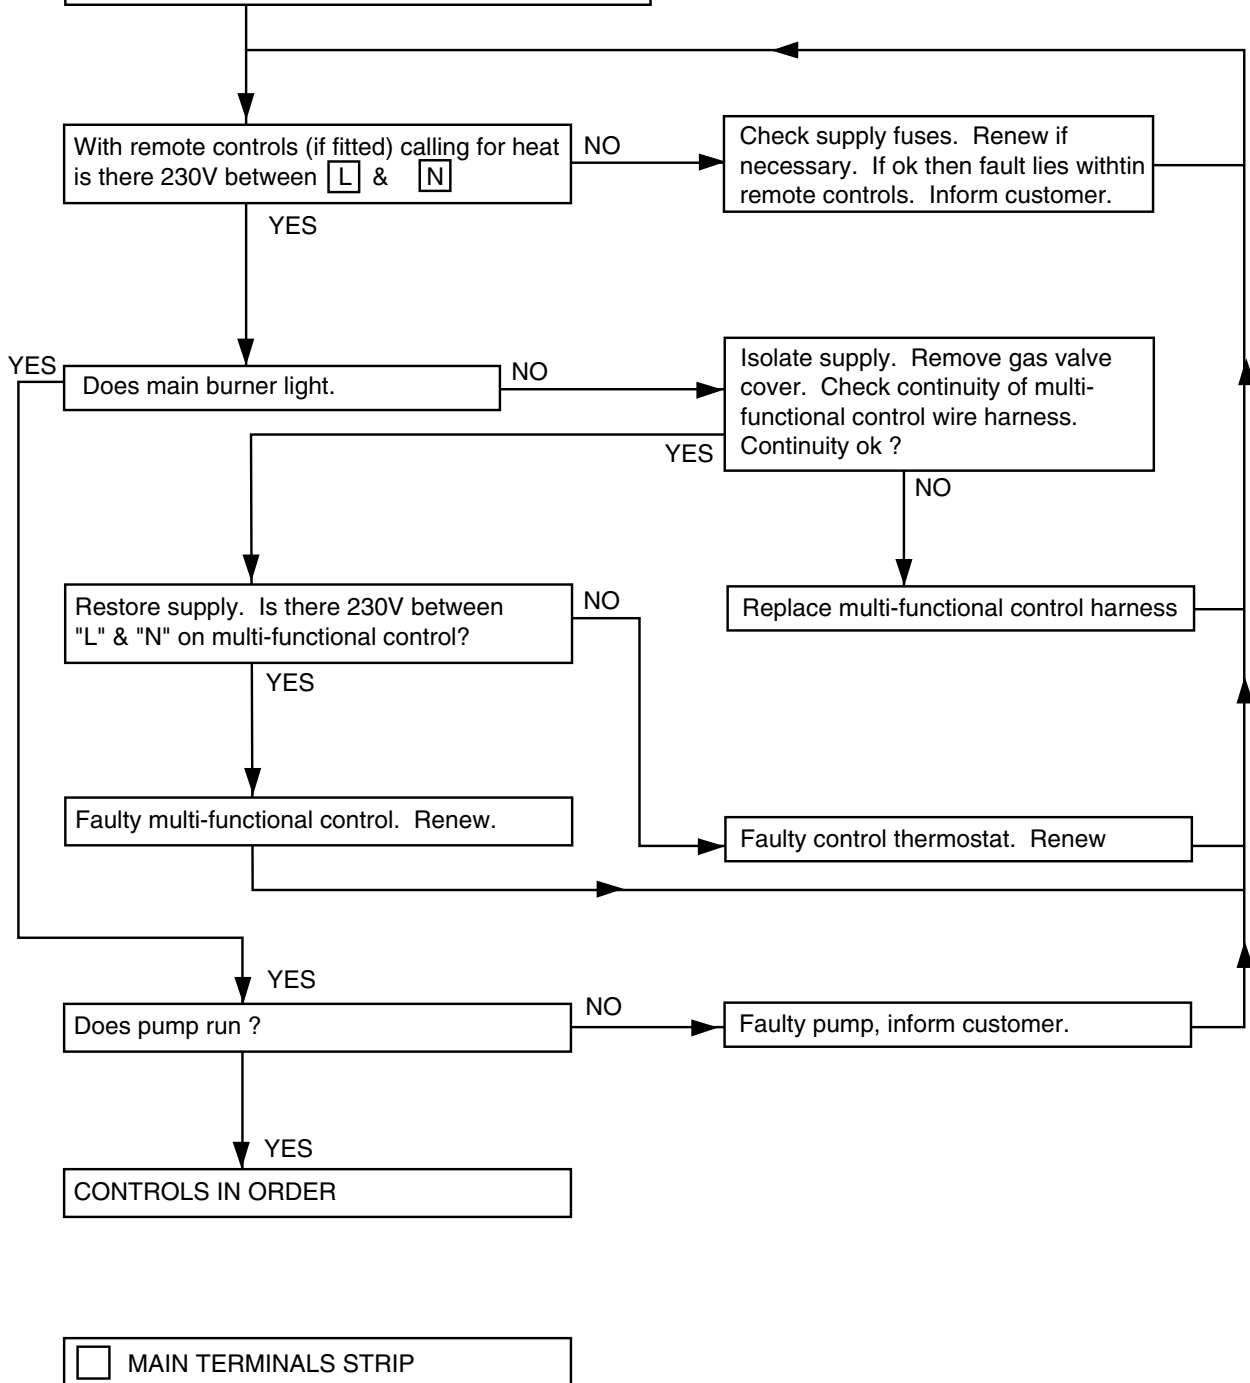 With remote controls (if fitted) calling for heat
is there 230V between L & N
NO
Check supply fuses. Renew if
necessary. If ok then fault lies withtin
remote controls. Inform customer.
YES
YES
Does main burner light.
NO
Isolate supply. Remove gas valve
cover. Check continuity of multi-
functional control wire harness.
Continuity ok ?
YES
NO
Restore supply. Is there 230V between
"L" & "N" on multi-functional control?
NO
Replace multi-functional control harness
YES
Faulty multi-functional control. Renew.
Faulty control thermostat. Renew
YES
Does pump run ?
NO
Faulty pump, inform customer.
YES
CONTROLS IN ORDER
MAIN TERMINALS STRIP